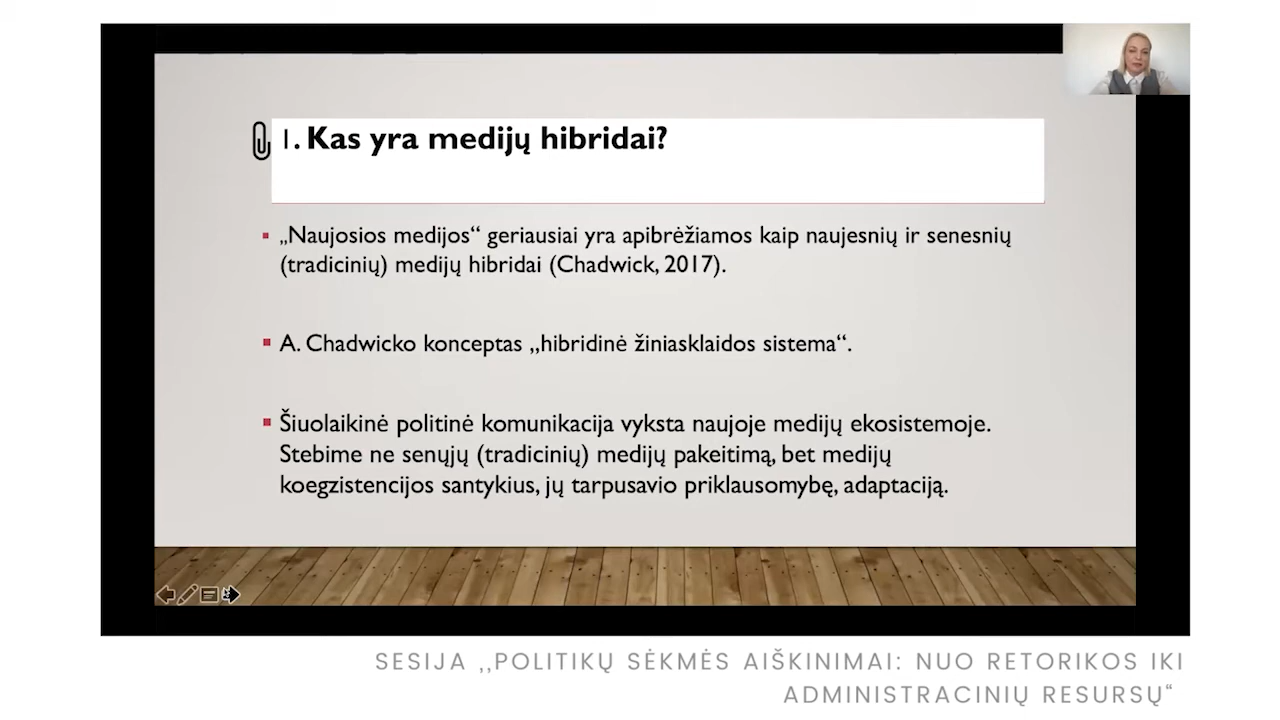 1. Kas yra medijų hibridai?
„Naujosios medijos“ geriausiai yra apibrėžiamos kaip naujesnių ir senesnių
(tradicinių) medijų hibridai (Chadwick, 2017).
A. Chadwicko konceptas „hibridinė žiniasklaidos sistema“.
Šiuolaikinė politinė komunikacija vyksta naujoje medijų ekosistemoje.
Stebime ne senųjų (tradicinių) medijų pakeitimą, bet medijų
koegzistencijos santykius, jų tarpusavio priklausomybę, adaptaciją.
SESIJA ,,POLITIKŲ SĖKMĖS AIŠKINIMAI: NUO RETORIKOS IKI
ADMINISTRACINIŲ RESURSŲ“